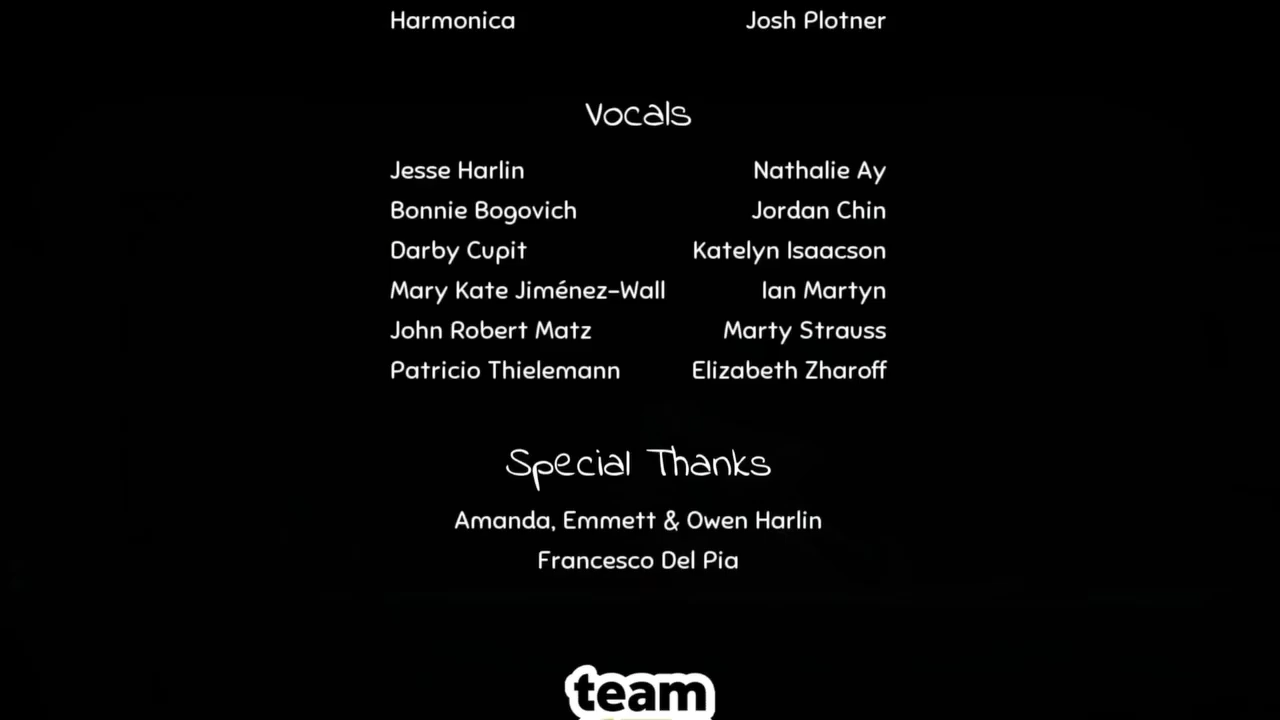 Harmonica Josh Plotner
Vocals
Jesse Harlin Nathalie Ay
Bonnie Bogovich Jordan Chin
Darby Cupit Katelyn Isaacson
Mary Kate Jiménez-Wall Ian Martyn
John Robert Matz Marty Strauss
Patricio Thielemann Elizabeth Zharoff
Special Thanks
Amanda, Emmett & Owen Harlin
Francesco Del Pia
team